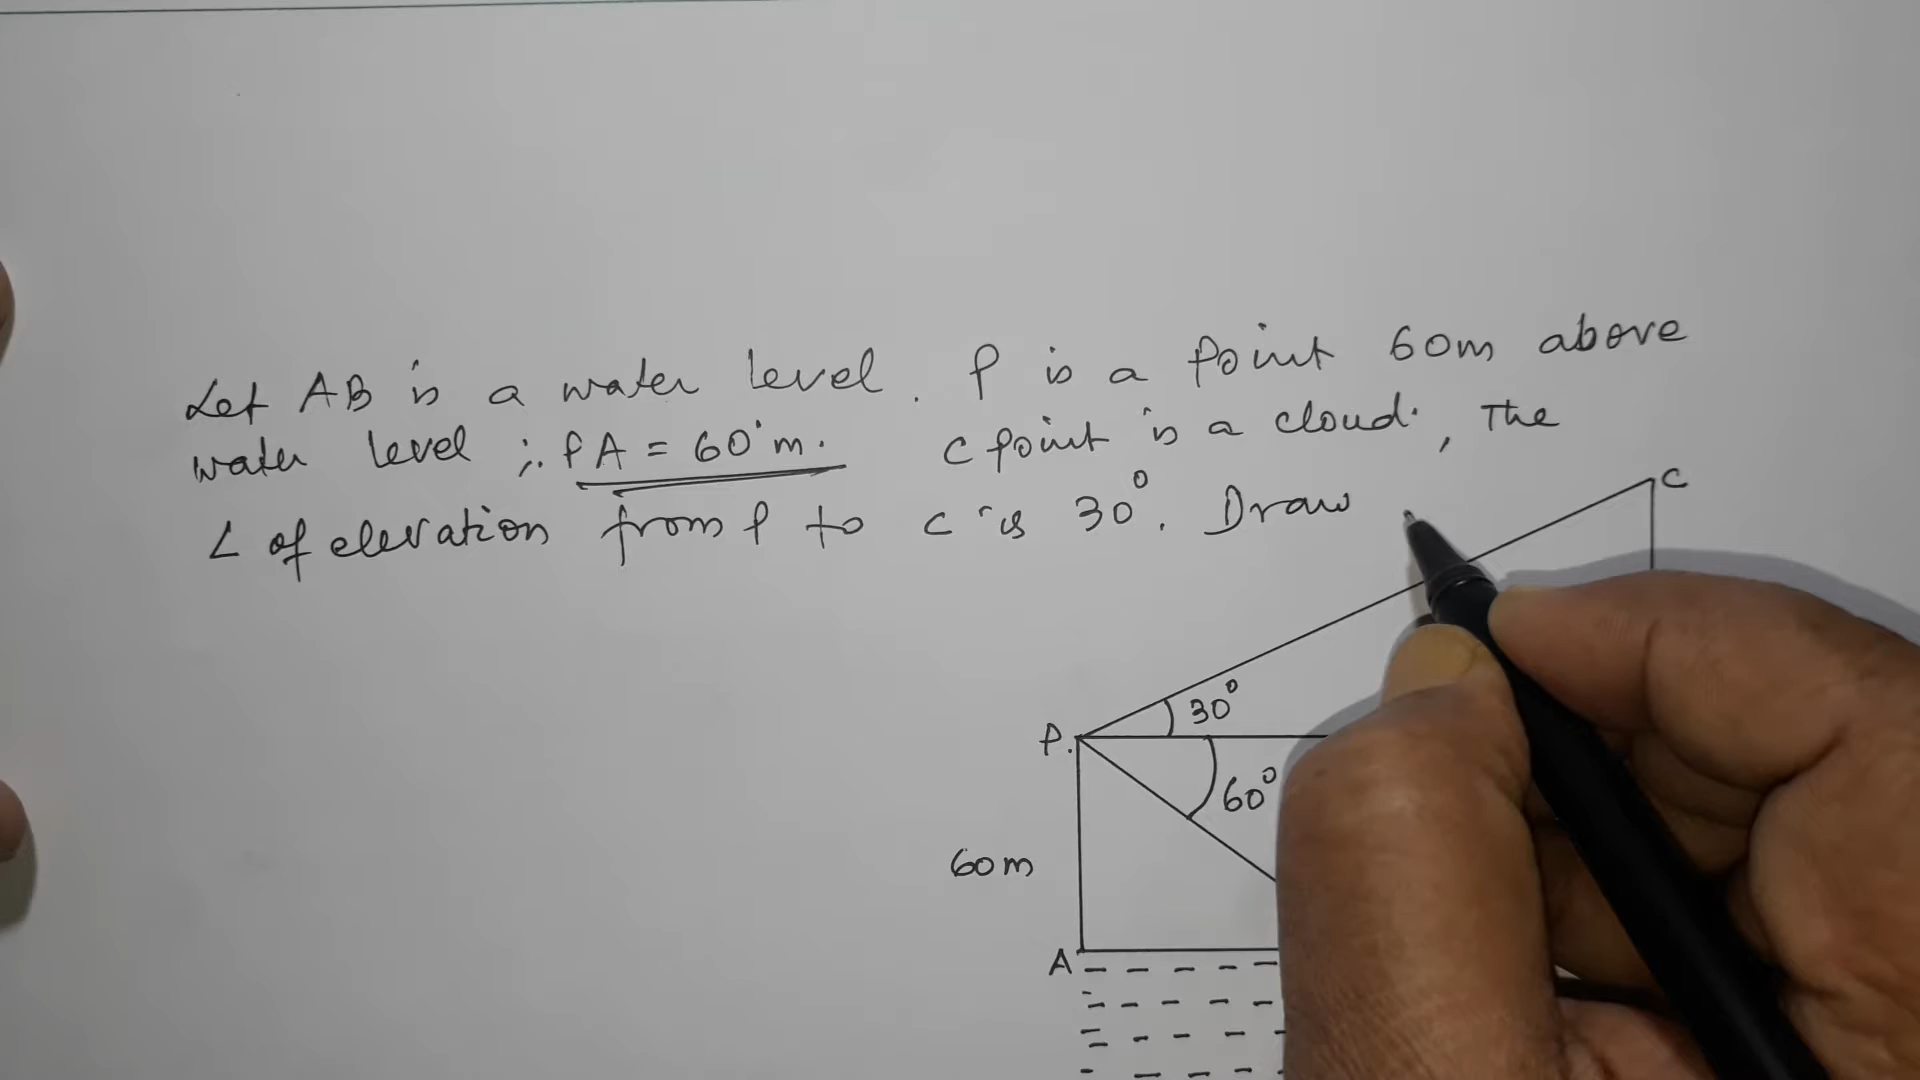 Let AB is a water level. P is a point 60m above
water level ∴ PA = 60 m. C point is a cloud, The
∠ of elevation from P to C is 30°. Draw
C
30°
P.
60°
60m
A